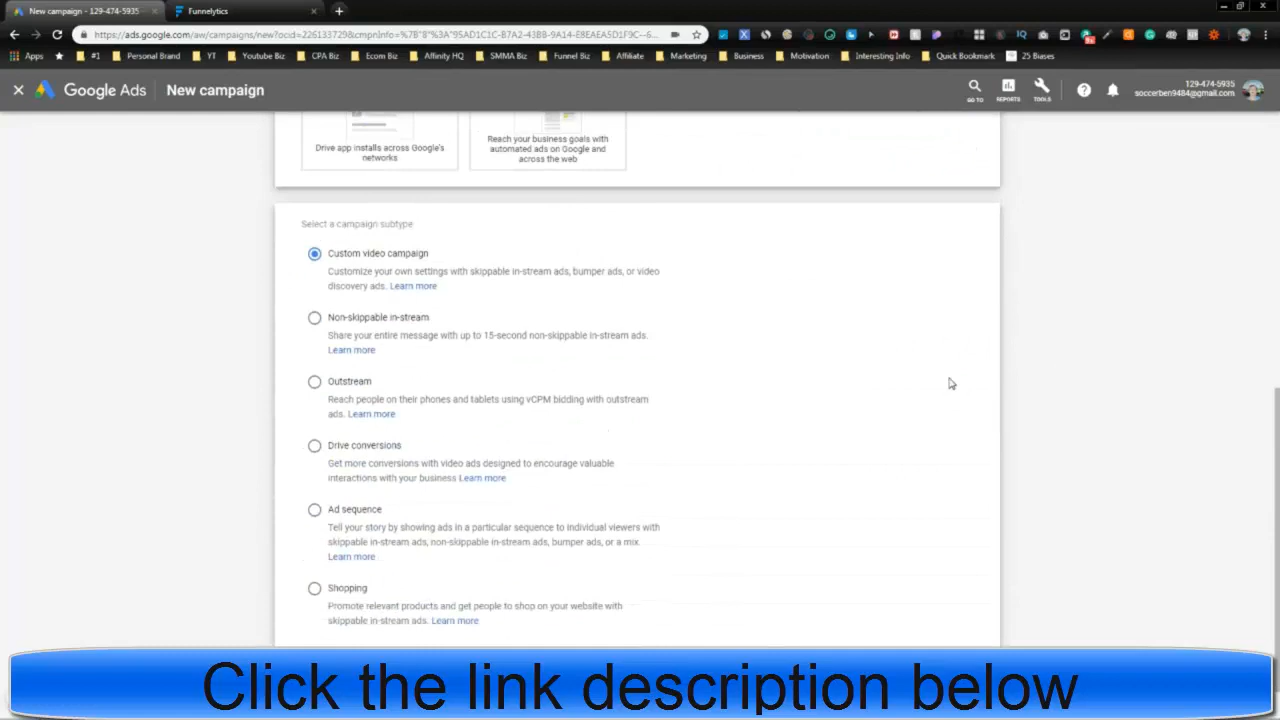 New campaign - 129-474-5935
Funnelytics
https://ads.google.com/aw/campaigns/new?ocid=226133729&cmpnInfo=%7B"8"%3A"95AD1C1C-B7A2-43BB-9A14-E8EAEA5D1F9C--6...
Apps
#1
Personal Brand
YT
Youtube Biz
CPA Biz
Ecom Biz
Affinity HQ
SMMA Biz
Funnel Biz
Affiliate
Marketing
Business
Motivation
Interesting Info
Quick Bookmark
25 Biases
Google Ads
New campaign
GO TO
REPORTS
TOOLS
129-474-5935
soccerben9484@gmail.com
Drive app installs across Google's
networks
Reach your business goals with
automated ads on Google and
across the web
Select a campaign subtype
Custom video campaign
Customize your own settings with skippable in-stream ads, bumper ads, or video
discovery ads. Learn more
Non-skippable in-stream
Share your entire message with up to 15-second non-skippable in-stream ads.
Learn more
Outstream
Reach people on their phones and tablets using vCPM bidding with outstream
ads. Learn more
Drive conversions
Get more conversions with video ads designed to encourage valuable
interactions with your business Learn more
Ad sequence
Tell your story by showing ads in a particular sequence to individual viewers with
skippable in-stream ads, non-skippable in-stream ads, bumper ads, or a mix.
Learn more
Shopping
Promote relevant products and get people to shop on your website with
skippable in-stream ads. Learn more
Click the link description below